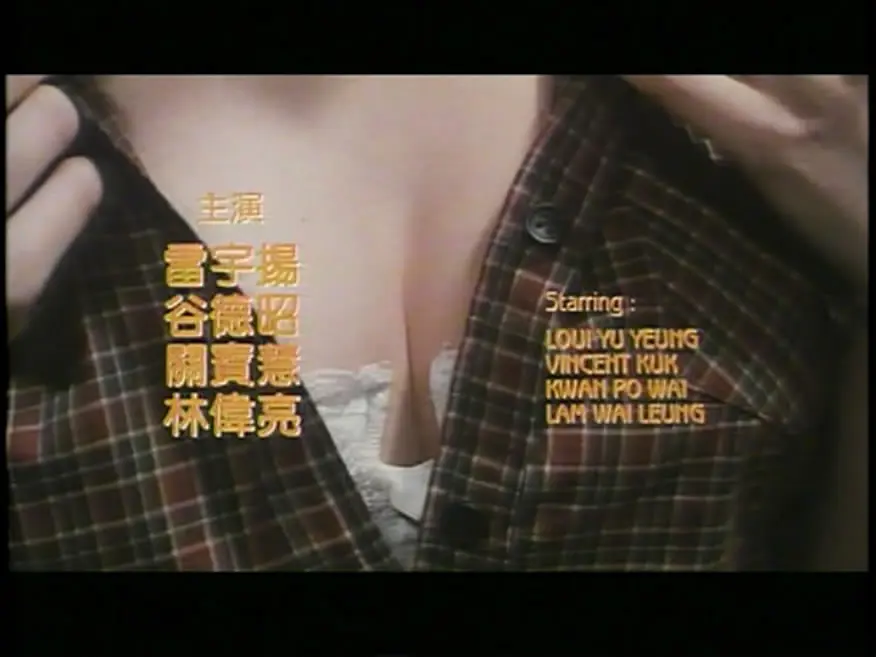 主演
雷宇揚
谷德昭
關寶慧
林偉亮
Starring :
LOUI YU YEUNG
VINCENT KUK
KWAN PO WAI
LAM WAI LEUNG